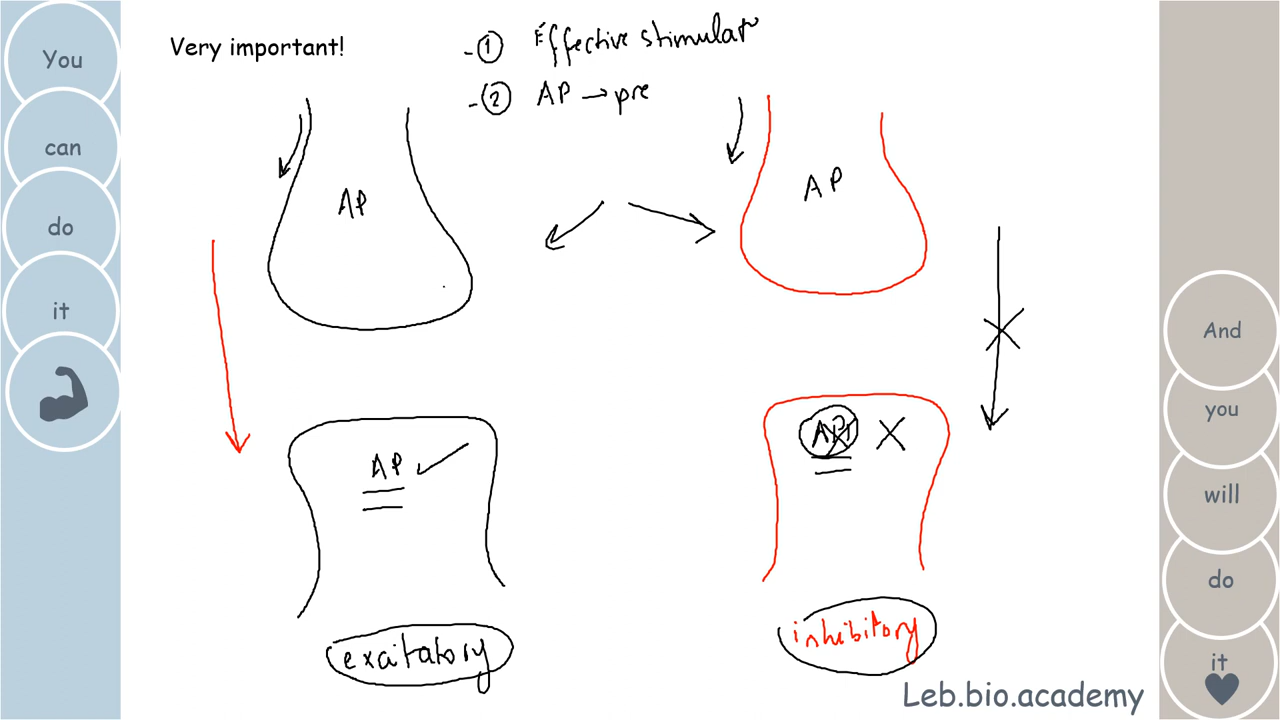 You
can
do
it
Very important!
-① Effective stimulat
-② AP → pre
AP
AP
AP
AP
excitatory
inhibitory
Leb.bio.academy
And
you
will
do
it